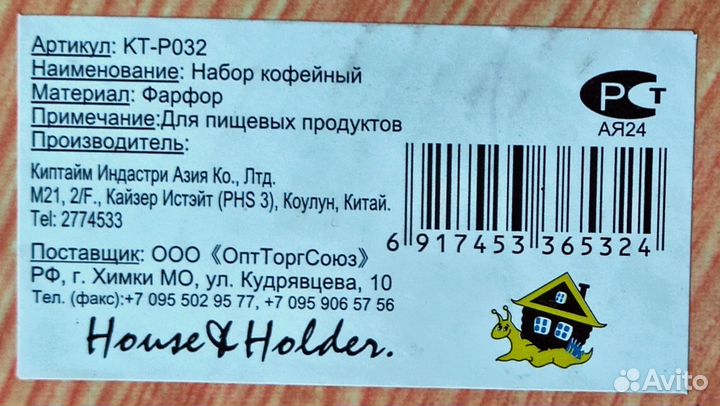 Артикул: KT-P032
Наименование: Набор кофейный
Материал: Фарфор
Примечание:Для пищевых продуктов
Производитель:
Киптайм Индастри Азия Ко., Лтд.
М21, 2/F., Кайзер Истэйт (PHS 3), Коулун, Китай.
Tel: 2774533
Поставщик: ООО《ОптТоргСоюз》
РФ, г. Химки МО, ул. Кудрявцева, 10
Тел. (факс):+7 095 502 95 77, +7 095 906 57 56
House & Holder.
РСТ
АЯ24
6 917453 365324
Avito